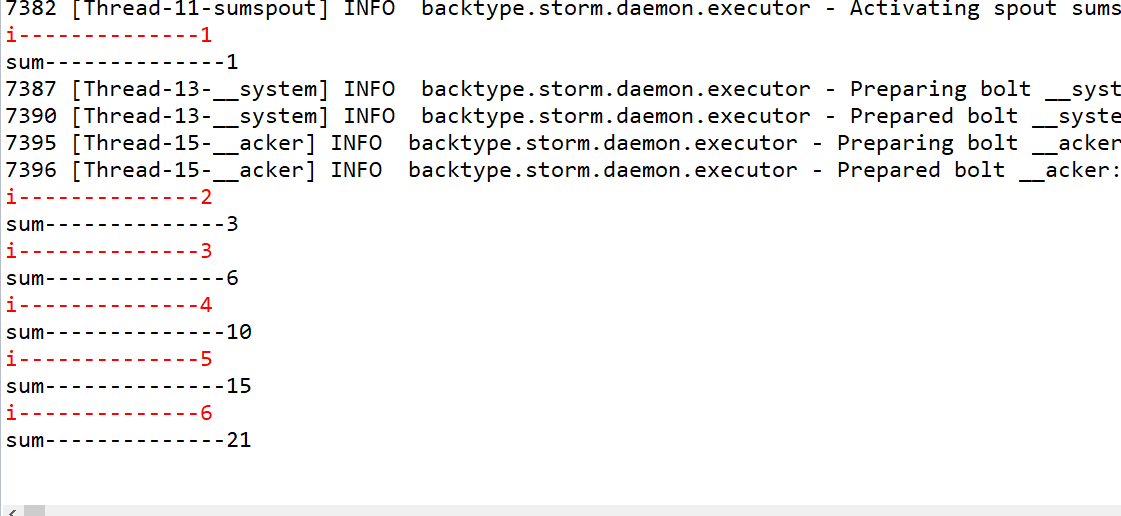 7382 [Thread-11-sumspout] INFO  backtype.storm.daemon.executor - Activating spout sums
i--------------1
sum--------------1
7387 [Thread-13-__system] INFO  backtype.storm.daemon.executor - Preparing bolt __syst
7390 [Thread-13-__system] INFO  backtype.storm.daemon.executor - Prepared bolt __syste
7395 [Thread-15-__acker] INFO  backtype.storm.daemon.executor - Preparing bolt __acker
7396 [Thread-15-__acker] INFO  backtype.storm.daemon.executor - Prepared bolt __acker:
i--------------2
sum--------------3
i--------------3
sum--------------6
i--------------4
sum--------------10
i--------------5
sum--------------15
i--------------6
sum--------------21